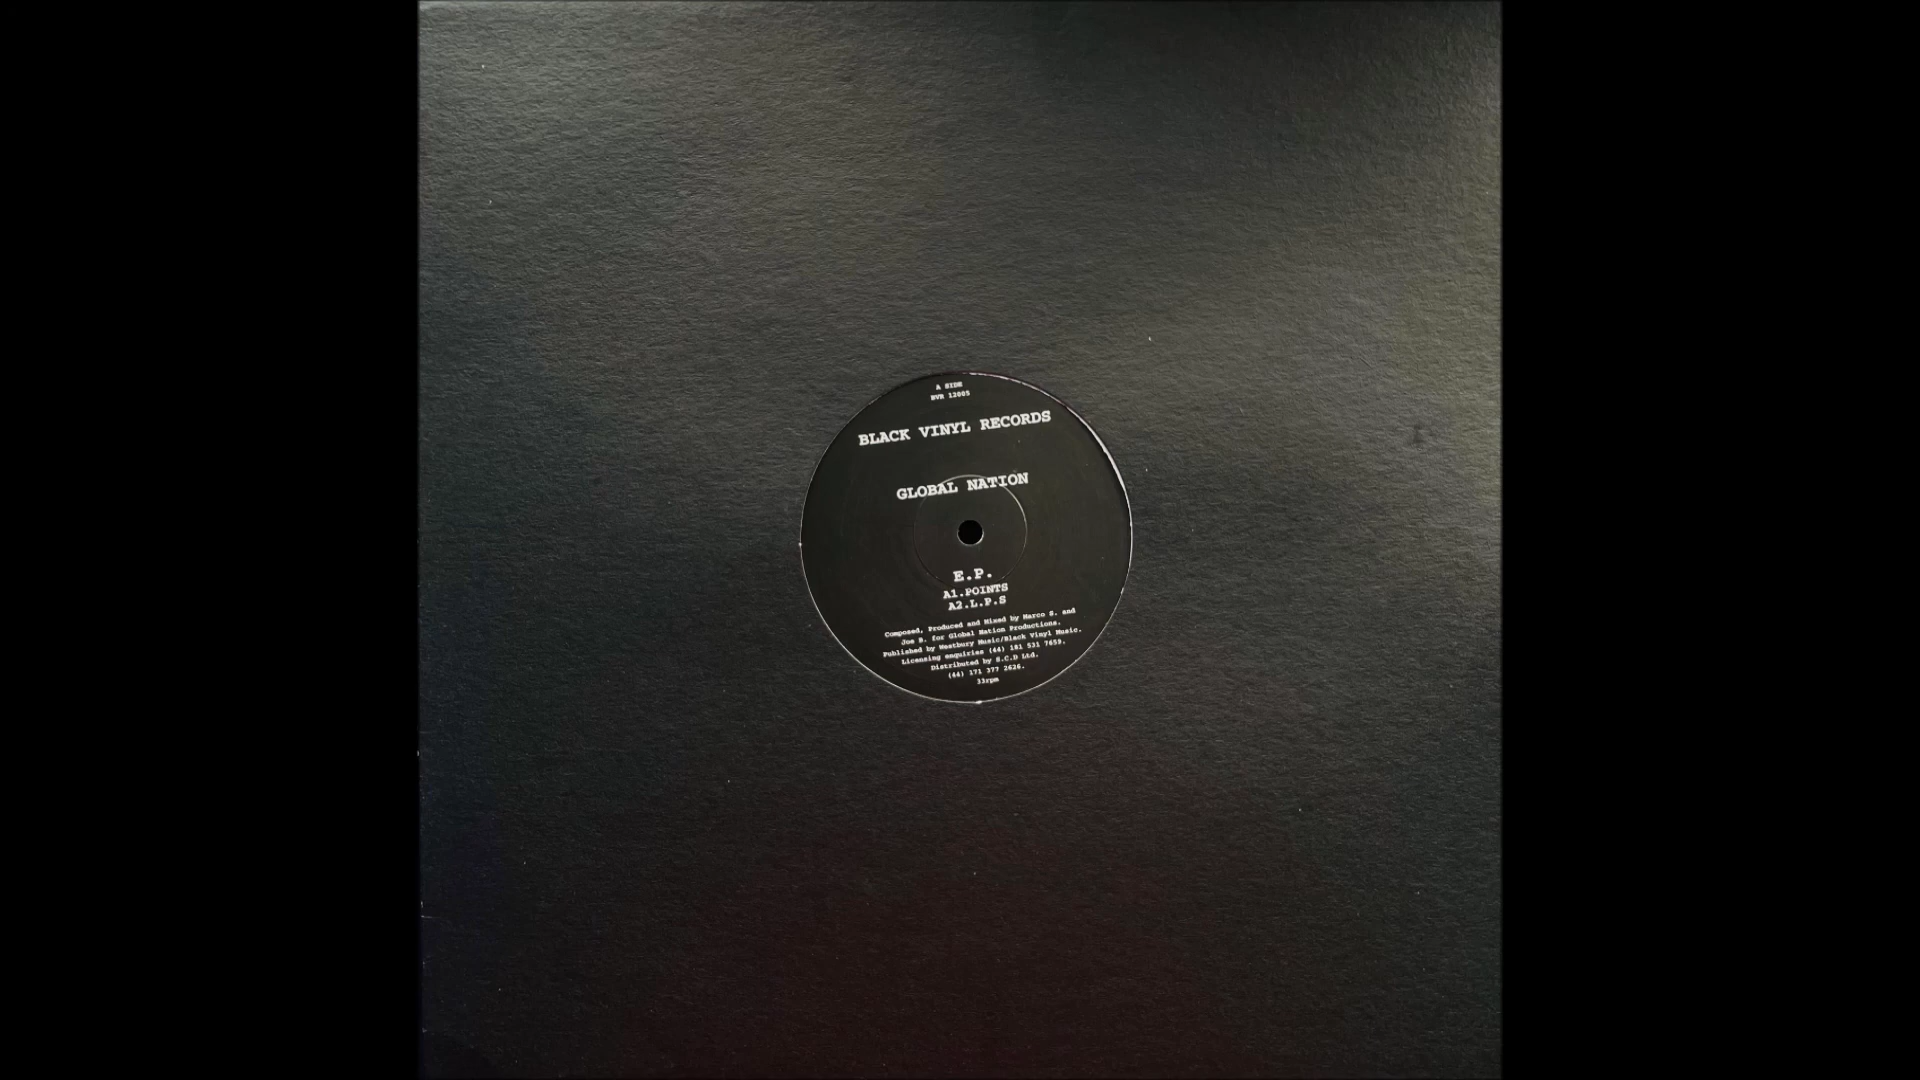 A SIDE
BVR 12005
BLACK VINYL RECORDS
GLOBAL NATION
E.P.
A1.POINTS
A2.L.P.S
Composed, Produced and Mixed by Marco S. and
Joe B. for Global Nation Productions.
Published by Westbury Music/Black Vinyl Music.
Licensing enquiries (44) 181 531 7659.
Distributed by S.C.D Ltd.
(44) 171 377 2626.
33rpm